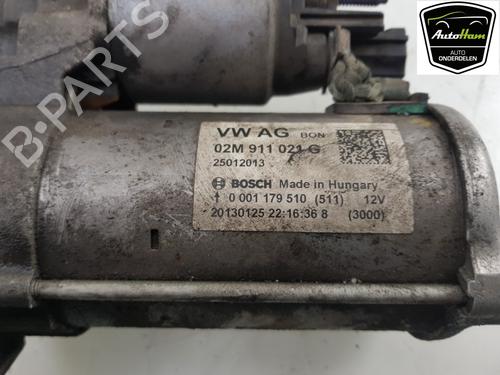 AutoHam
AUTO
ONDERDELEN
B-PARTS
VW AG BON
02M 911 021 G
25012013
BOSCH Made in Hungary
0 001 179 510 (511) 12V
20130125 22:16:36 8 (3000)